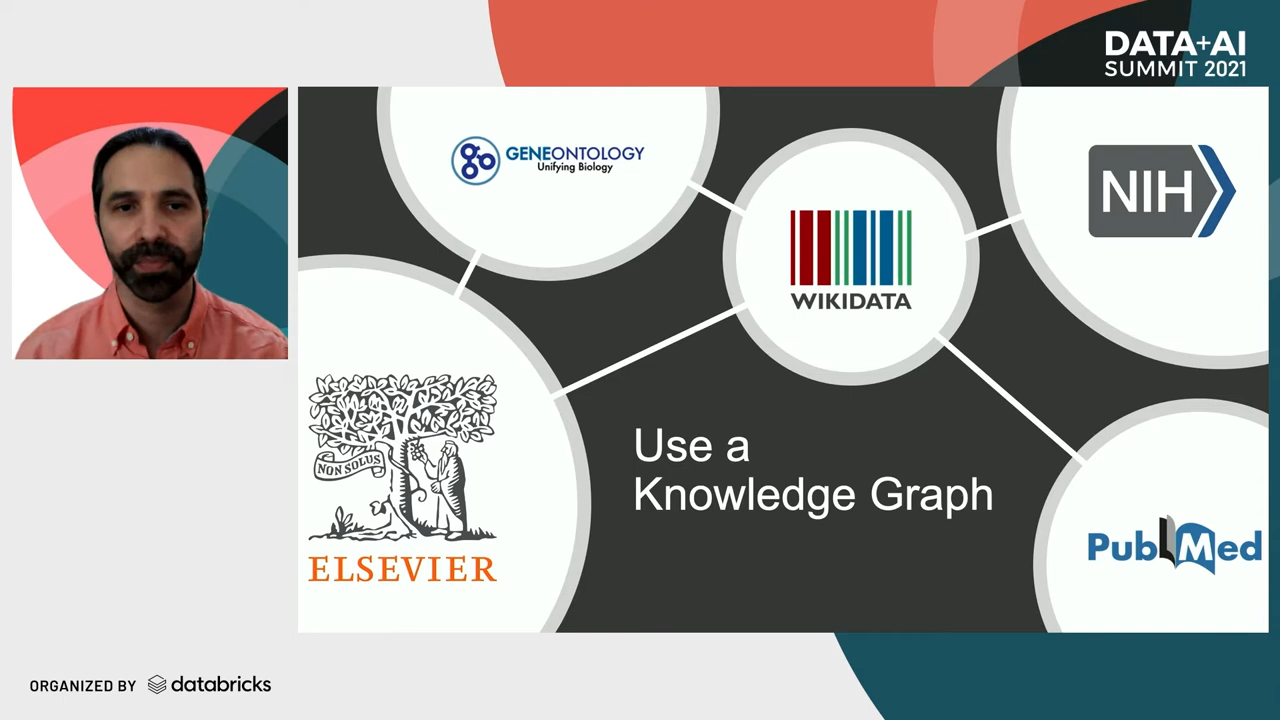 DATA+AI
SUMMIT 2021
GENEONTOLOGY
Unifying Biology
NIH
WIKIDATA
NON SOLUS
ELSEVIER
Use a
Knowledge Graph
PubMed
ORGANIZED BY databricks